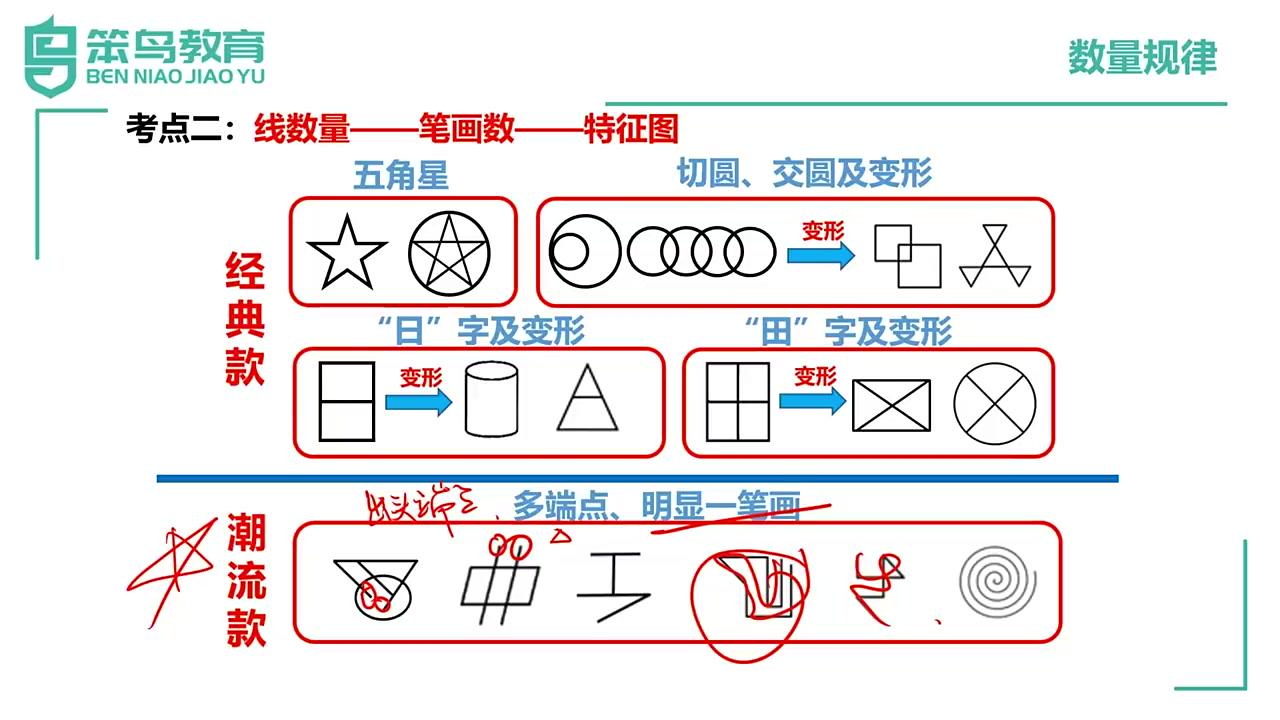 笨鸟教育
BEN NIAO JIAO YU
数量规律
考点二：线数量——笔画数——特征图
五角星
切圆、交圆及变形
经典款
变形
“日”字及变形
“田”字及变形
变形
变形
出头端
多端点、明显一笔画
潮流款